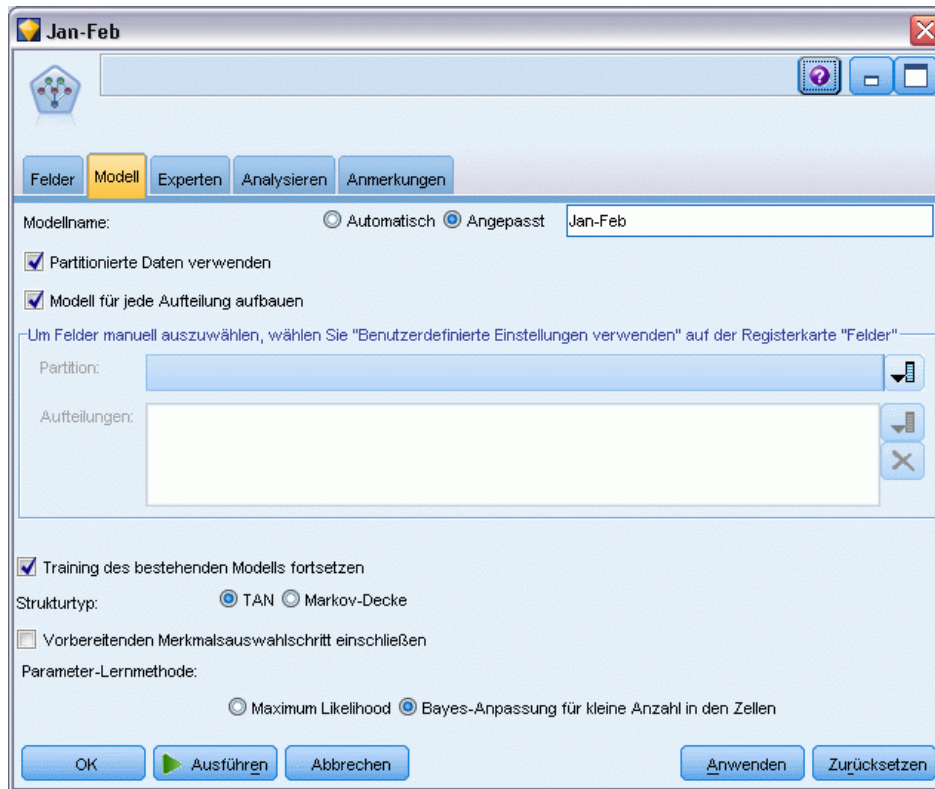 Jan-Feb
?
Felder Modell Experten Analysieren Anmerkungen
Modellname: Automatisch Angepasst Jan-Feb
Partitionierte Daten verwenden
Modell für jede Aufteilung aufbauen
Um Felder manuell auszuwählen, wählen Sie "Benutzerdefinierte Einstellungen verwenden" auf der Registerkarte "Felder"
Partition:
Aufteilungen:
Training des bestehenden Modells fortsetzen
Strukturtyp: TAN Markov-Decke
Vorbereitenden Merkmalsauswahlschritt einschließen
Parameter-Lernmethode:
Maximum Likelihood Bayes-Anpassung für kleine Anzahl in den Zellen
OK Ausführen Abbrechen Anwenden Zurücksetzen